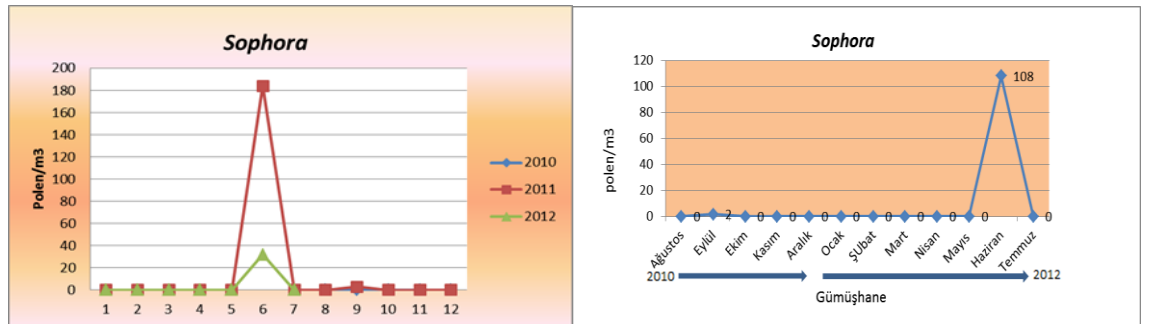 Sophora
Polen/m3
200
180
160
140
120
100
80
60
40
20
0
1 2 3 4 5 6 7 8 9 10 11 12
2010
2011
2012
Sophora
polen/m3
120
100
80
60
40
20
0
0 2 0 0 0 0 0 0 0 0 108 0
Ağustos Eylül Ekim Kasım Aralık Ocak ŞUbat Mart Nisan Mayıs Haziran Temmuz
2010 2012
Gümüşhane